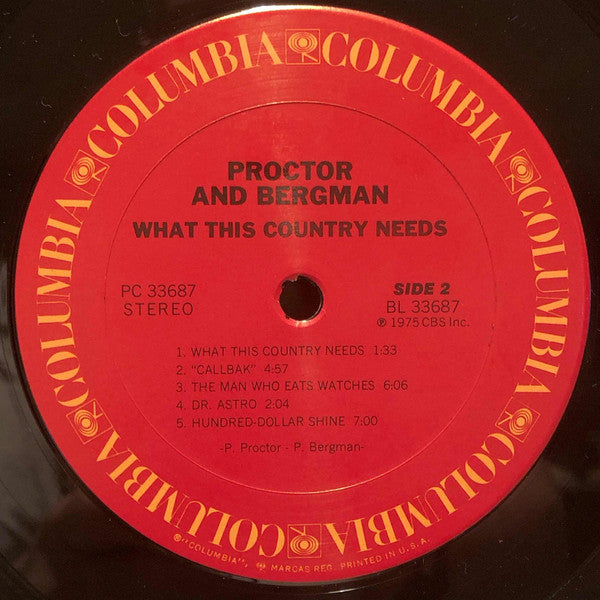 COLUMBIA COLUMBIA COLUMBIA COLUMBIA COLUMBIA COLUMBIA
PROCTOR
AND BERGMAN
WHAT THIS COUNTRY NEEDS
PC 33687
STEREO
SIDE 2
BL 33687
Ⓟ 1975 CBS Inc.
1. WHAT THIS COUNTRY NEEDS 1:33
2. "CALLBAK" 4:57
3. THE MAN WHO EATS WATCHES 6:06
4. DR. ASTRO 2:04
5. HUNDRED-DOLLAR SHINE 7:00
-P. Proctor - P. Bergman-
®"COLUMBIA", MARCAS REG. PRINTED IN U.S.A.